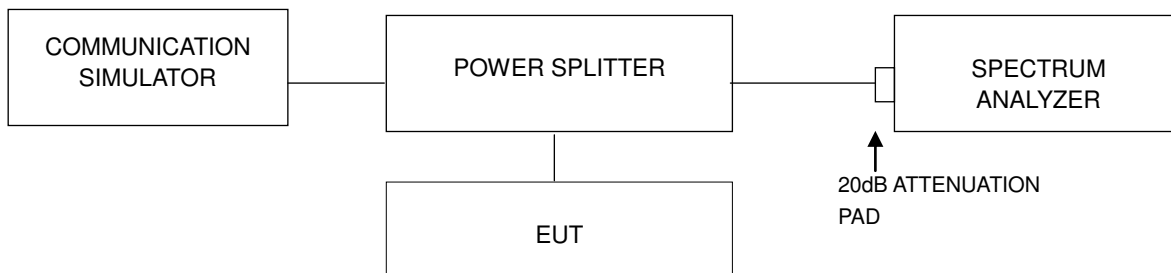 COMMUNICATION
SIMULATOR
POWER SPLITTER
SPECTRUM
ANALYZER
20dB ATTENUATION
PAD
EUT